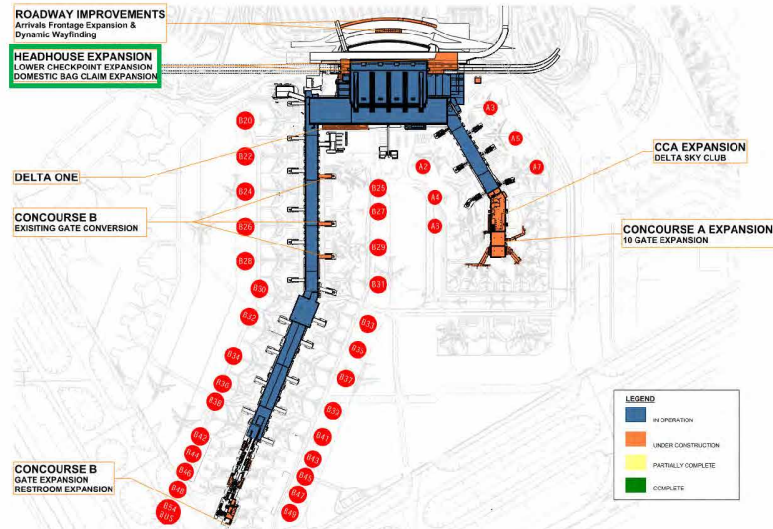 ROADWAY IMPROVEMENTS
Arrivals Frontage Expansion &
Dynamic Wayfinding
HEADHOUSE EXPANSION
LOWER CHECKPOINT EXPANSION
DOMESTIC BAG CLAIM EXPANSION
DELTA ONE
CONCOURSE B
EXISITING GATE CONVERSION
CONCOURSE B
GATE EXPANSION
RESTROOM EXPANSION
CCA EXPANSION
DELTA SKY CLUB
CONCOURSE A EXPANSION
10 GATE EXPANSION
B20
B22
B24
B26
B28
B30
B32
B34
B36
B38
B42
B44
B46
B48
B25
B27
B29
B31
B33
B35
B37
B41
B43
B45
B47
B49
A3
A5
A7
A2
A4
LEGEND
IN OPERATION
UNDER CONSTRUCTION
PARTIALLY COMPLETE
COMPLETE